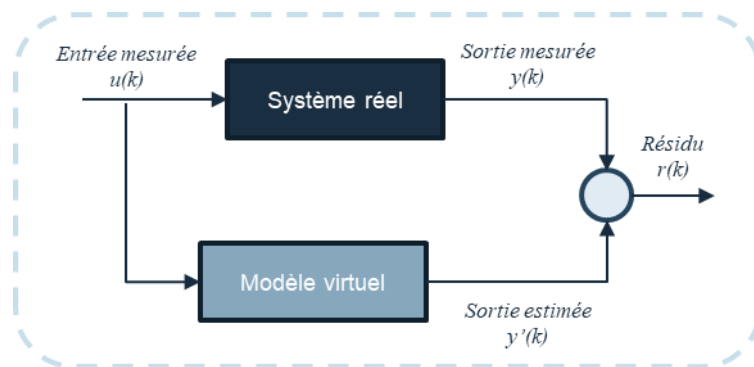 Entrée mesurée
u(k)
Système réel
Sortie mesurée
y(k)
Résidu
r(k)
Modèle virtuel
Sortie estimée
y’(k)